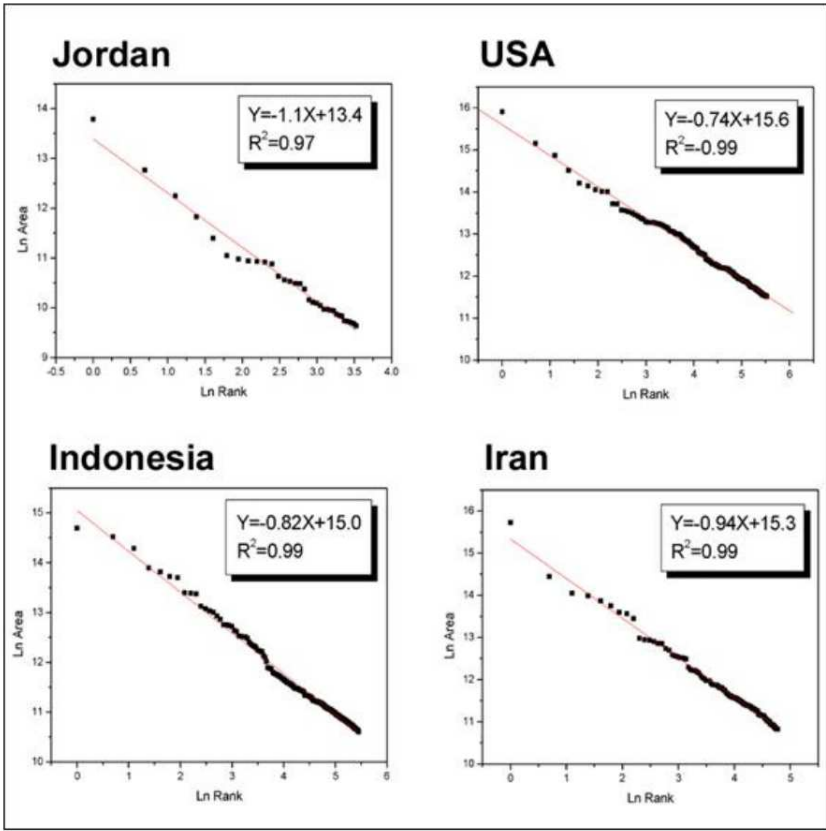 Jordan
Y=-1.1X+13.4
R²=0.97
Ln Area
14
13
12
11
10
9
-0.5 0.0 0.5 1.0 1.5 2.0 2.5 3.0 3.5 4.0
Ln Rank
USA
Y=-0.74X+15.6
R²=-0.99
Ln Area
16
15
14
13
12
11
10
0 1 2 3 4 5 6
Ln Rank
Indonesia
Y=-0.82X+15.0
R²=0.99
Ln Area
15
14
13
12
11
10
0 1 2 3 4 5 6
Ln Rank
Iran
Y=-0.94X+15.3
R²=0.99
Ln Area
16
15
14
13
12
11
10
0 1 2 3 4 5
Ln Rank